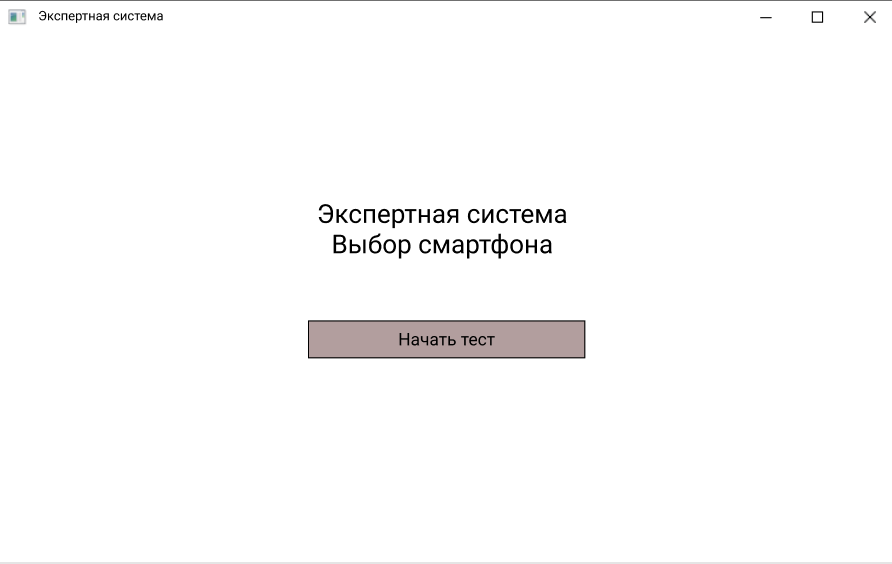 Экспертная система
Экспертная система
Выбор смартфона
Начать тест